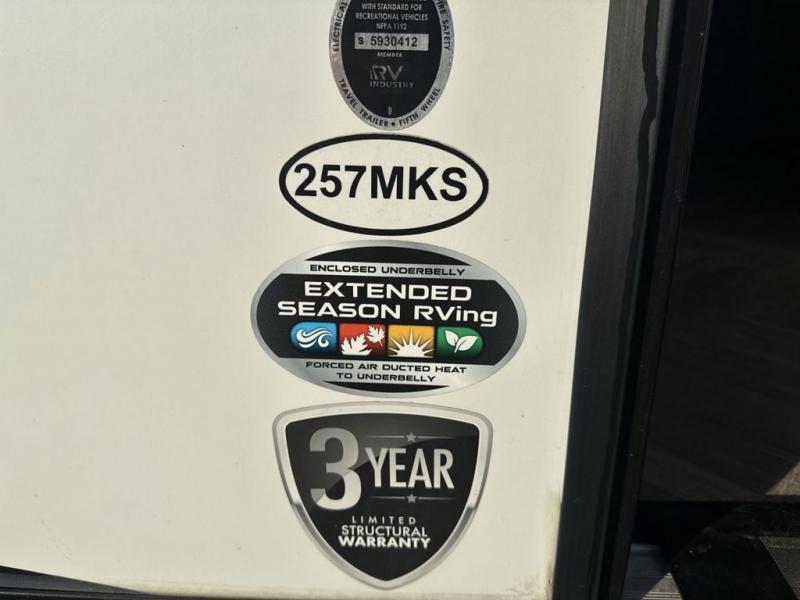 ELECTRICAL
FIRE SAFETY
WITH STANDARD FOR
RECREATIONAL VEHICLES
NFPA 1192
S 5930412
MEMBER
RV
INDUSTRY
D
TRAVEL TRAILER ★ FIFTH WHEEL
257MKS
ENCLOSED UNDERBELLY
EXTENDED
SEASON RVing
FORCED AIR DUCTED HEAT
TO UNDERBELLY
3 YEAR
LIMITED
STRUCTURAL
WARRANTY